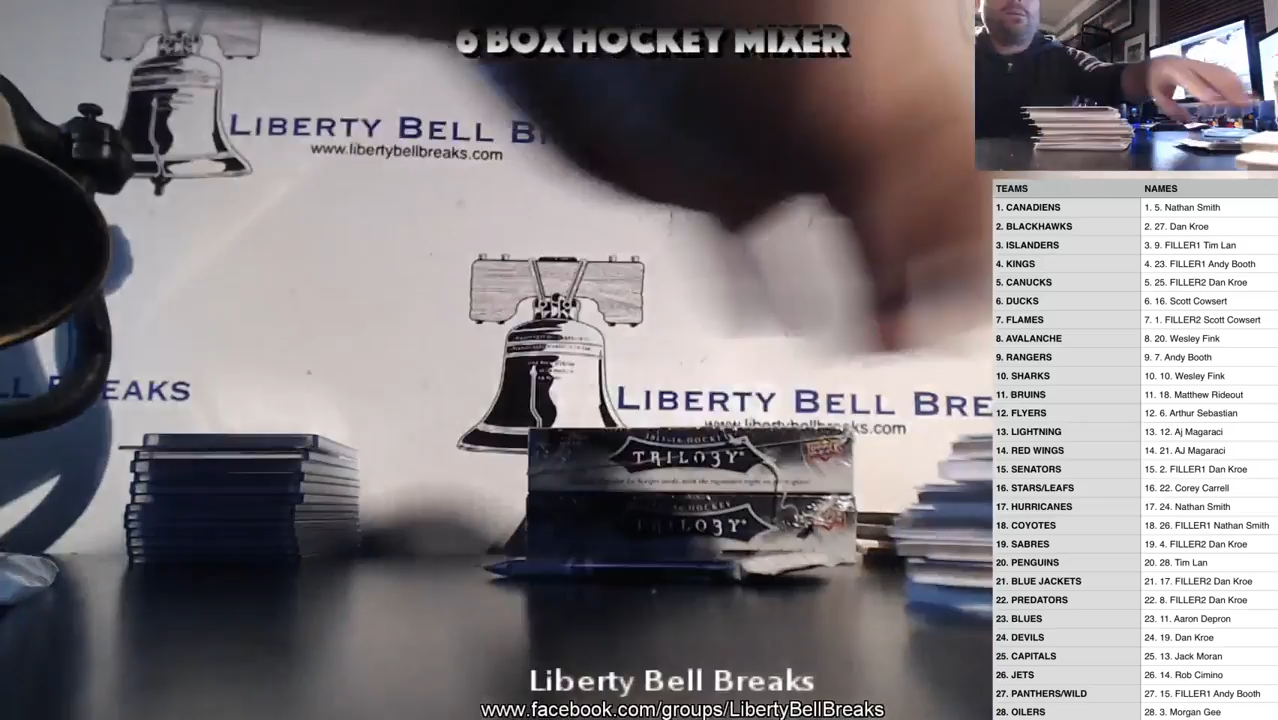 6 BOX HOCKEY MIXER
LIBERTY BELL B
www.libertybellbreaks.com
LIBERTY BELL BRE
www.libertybellbreaks.com
BREAKS
TRILO3Y
TRILO3Y
Liberty Bell Breaks
www.facebook.com/groups/LibertyBellBreaks
TEAMS NAMES
1. CANADIENS 1. 5. Nathan Smith
2. BLACKHAWKS 2. 27. Dan Kroe
3. ISLANDERS 3. 9. FILLER1 Tim Lan
4. KINGS 4. 23. FILLER1 Andy Booth
5. CANUCKS 5. 25. FILLER2 Dan Kroe
6. DUCKS 6. 16. Scott Cowsert
7. FLAMES 7. 1. FILLER2 Scott Cowsert
8. AVALANCHE 8. 20. Wesley Fink
9. RANGERS 9. 7. Andy Booth
10. SHARKS 10. 10. Wesley Fink
11. BRUINS 11. 18. Matthew Rideout
12. FLYERS 12. 6. Arthur Sebastian
13. LIGHTNING 13. 12. Aj Magaraci
14. RED WINGS 14. 21. AJ Magaraci
15. SENATORS 15. 2. FILLER1 Dan Kroe
16. STARS/LEAFS 16. 22. Corey Carrell
17. HURRICANES 17. 24. Nathan Smith
18. COYOTES 18. 26. FILLER1 Nathan Smith
19. SABRES 19. 4. FILLER2 Dan Kroe
20. PENGUINS 20. 28. Tim Lan
21. BLUE JACKETS 21. 17. FILLER2 Dan Kroe
22. PREDATORS 22. 8. FILLER2 Dan Kroe
23. BLUES 23. 11. Aaron Depron
24. DEVILS 24. 19. Dan Kroe
25. CAPITALS 25. 13. Jack Moran
26. JETS 26. 14. Rob Cimino
27. PANTHERS/WILD 27. 15. FILLER1 Andy Booth
28. OILERS 28. 3. Morgan Gee